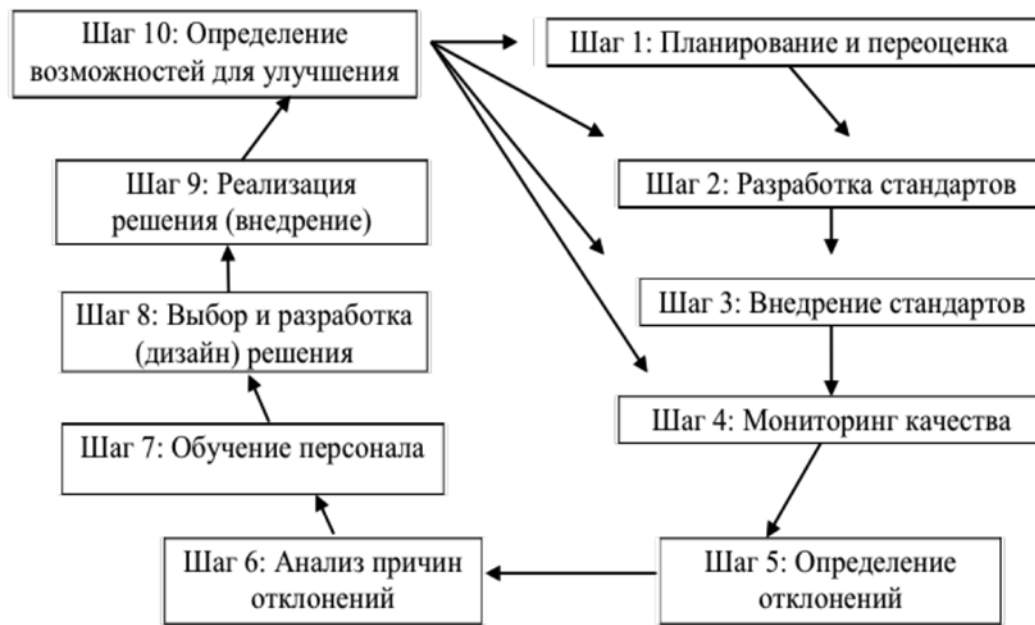 Шаг 10: Определение
возможностей для улучшения
Шаг 1: Планирование и переоценка
Шаг 9: Реализация
решения (внедрение)
Шаг 2: Разработка стандартов
Шаг 8: Выбор и разработка
(дизайн) решения
Шаг 3: Внедрение стандартов
Шаг 7: Обучение персонала
Шаг 4: Мониторинг качества
Шаг 6: Анализ причин
отклонений
Шаг 5: Определение
отклонений